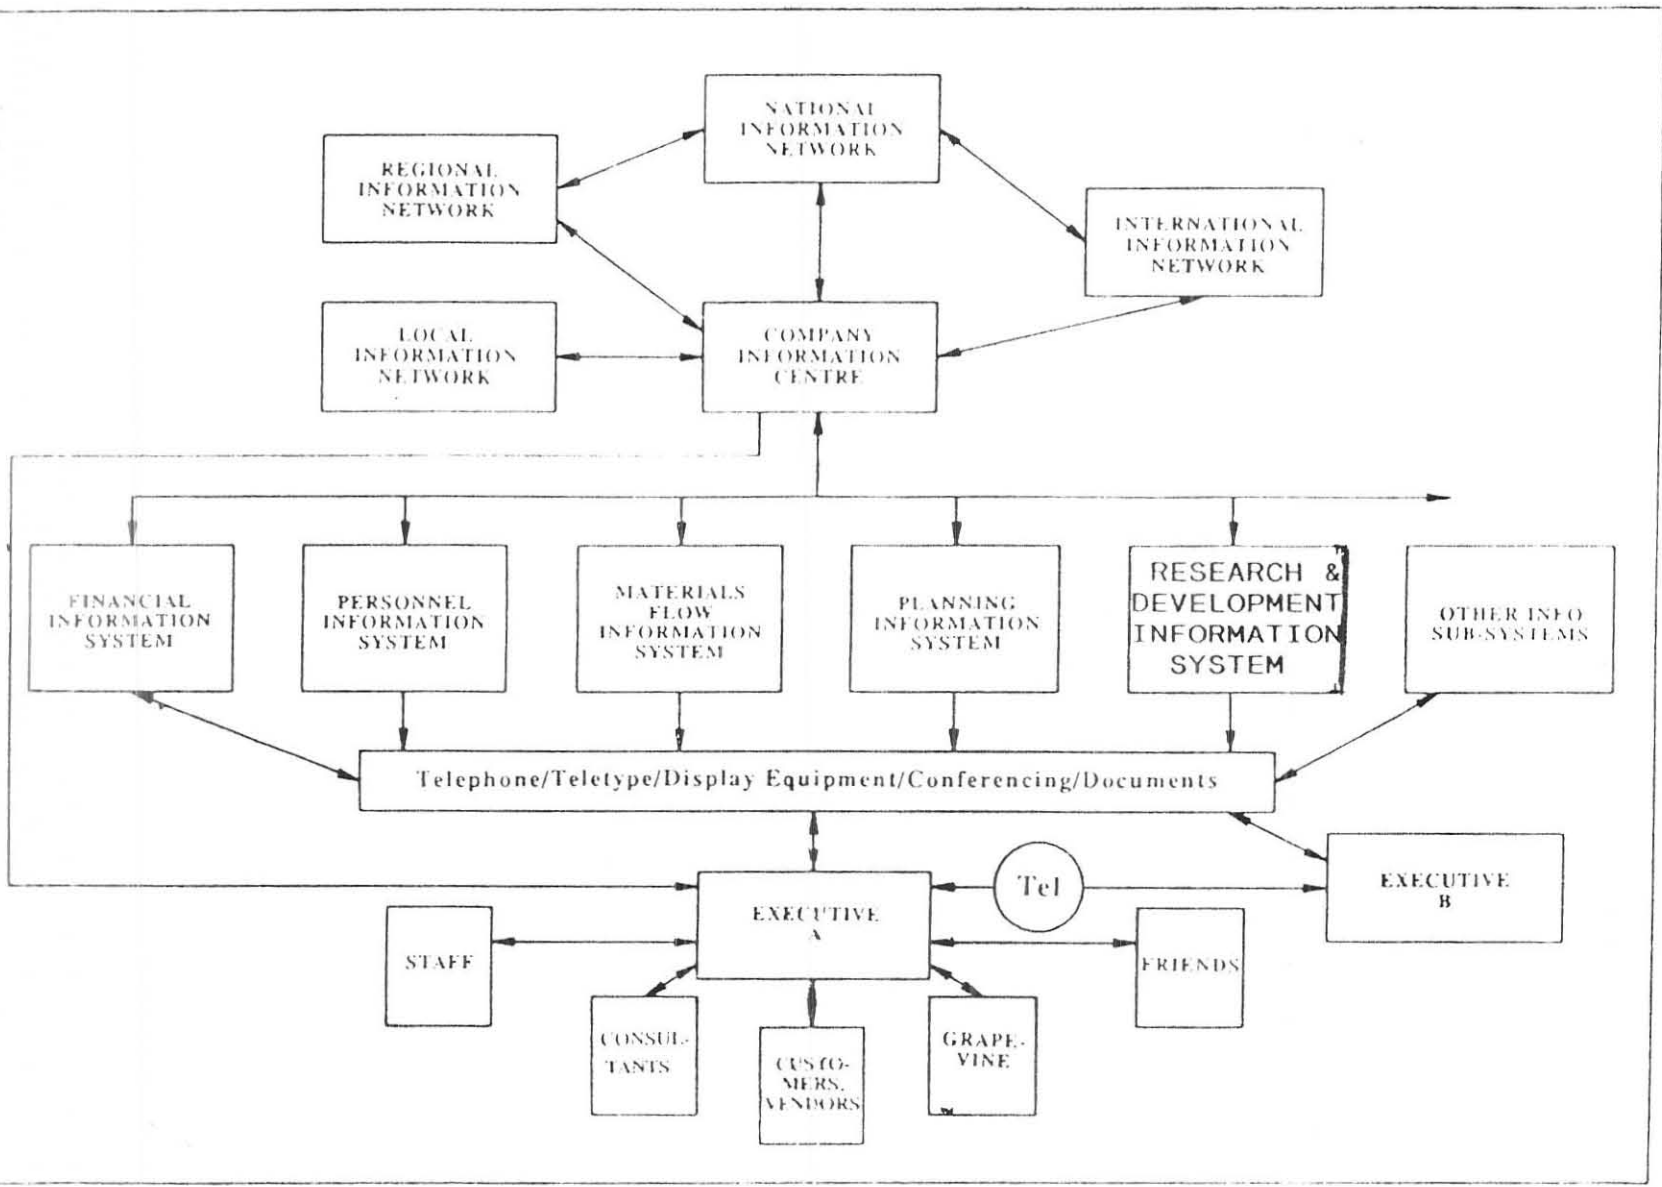 NATIONAL
INFORMATION
NETWORK
REGIONAL
INFORMATION
NETWORK
INTERNATIONAL
INFORMATION
NETWORK
LOCAL
INFORMATION
NETWORK
COMPANY
INFORMATION
CENTRE
FINANCIAL
INFORMATION
SYSTEM
PERSONNEL
INFORMATION
SYSTEM
MATERIALS
FLOW
INFORMATION
SYSTEM
PLANNING
INFORMATION
SYSTEM
RESEARCH &
DEVELOPMENT
INFORMATION
SYSTEM
OTHER INFO
SUB-SYSTEMS
Telephone/Teletype/Display Equipment/Conferencing/Documents
EXECUTIVE
A
Tel
EXECUTIVE
B
STAFF
FRIENDS
CONSUL-
TANTS
CUSTO-
MERS,
VENDORS
GRAPE-
VINE